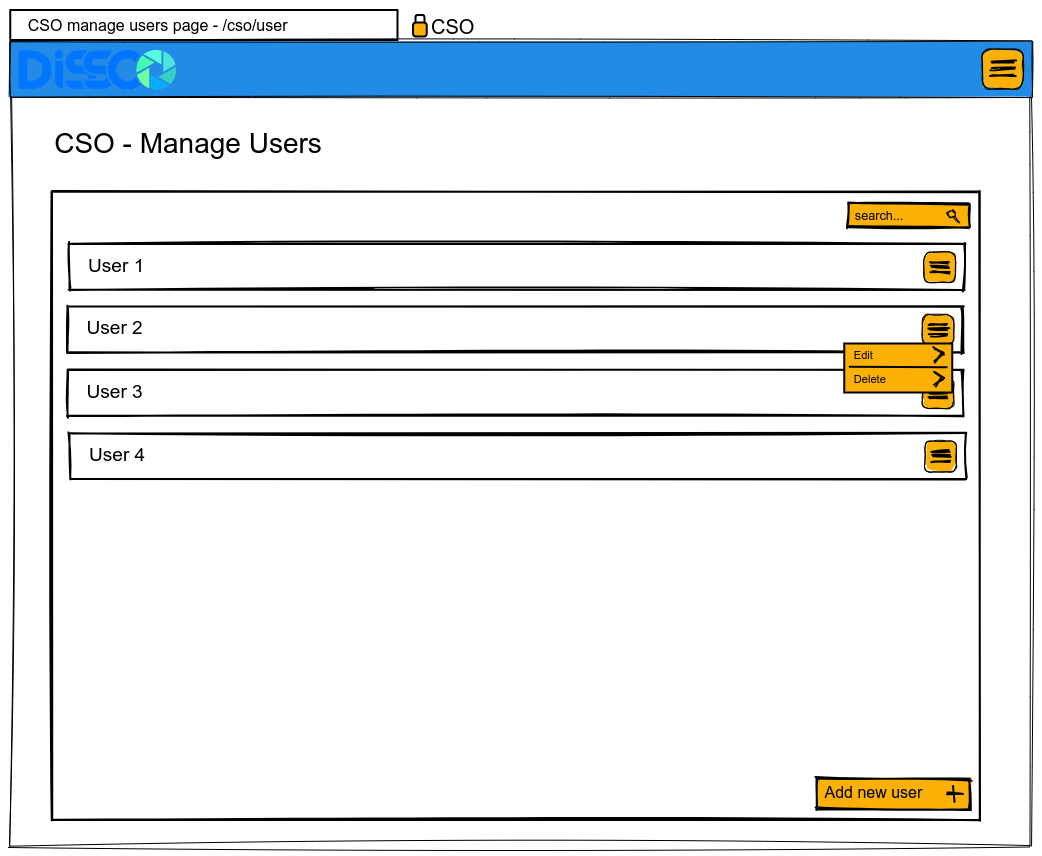 CSO manage users page - /cso/user
CSO
DiSSCo
CSO - Manage Users
search...
User 1
User 2
Edit
Delete
User 3
User 4
Add new user